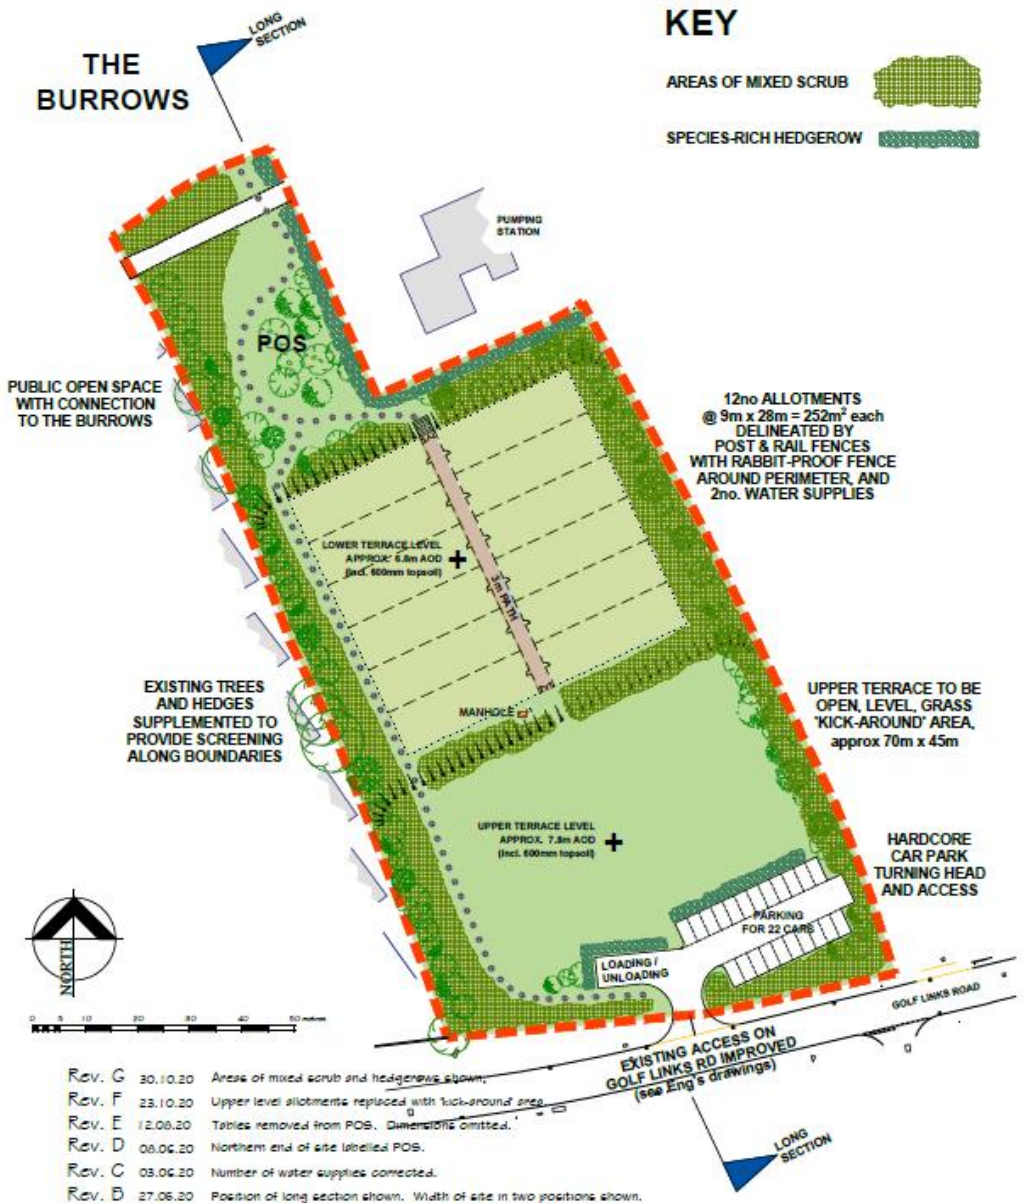 LONG
SECTION
THE
BURROWS
KEY
AREAS OF MIXED SCRUB
SPECIES-RICH HEDGEROW
PUMPING
STATION
POS
PUBLIC OPEN SPACE
WITH CONNECTION
TO THE BURROWS
12no ALLOTMENTS
@ 9m x 28m = 252m² each
DELINEATED BY
POST & RAIL FENCES
WITH RABBIT-PROOF FENCE
AROUND PERIMETER, AND
2no. WATER SUPPLIES
LOWER TERRACE LEVEL
APPROX. 6.8m AOD
(incl. 600mm topsoil)
3m PATH
EXISTING TREES
AND HEDGES
SUPPLEMENTED TO
PROVIDE SCREENING
ALONG BOUNDARIES
MANHOLE
UPPER TERRACE TO BE
OPEN, LEVEL, GRASS
'KICK-AROUND' AREA,
approx 70m x 45m
UPPER TERRACE LEVEL
APPROX. 7.8m AOD
(incl. 600mm topsoil)
HARDCORE
CAR PARK
TURNING HEAD
AND ACCESS
PARKING
FOR 22 CARS
LOADING /
UNLOADING
NORTH
GOLF LINKS ROAD
0 5 10 20 30 40 50 metres
EXISTING ACCESS ON
GOLF LINKS RD IMPROVED
(see Eng's drawings)
Rev. G 30.10.20 Areas of mixed scrub and hedgerows shown.
Rev. F 23.10.20 Upper level allotments replaced with 'kick-around' area
Rev. E 12.08.20 Tables removed from POS. Dimensions omitted.
Rev. D 08.06.20 Northern end of site labelled POS.
Rev. C 03.06.20 Number of water supplies corrected.
Rev. B 27.05.20 Position of long section shown. Width of site in two positions shown.
LONG
SECTION